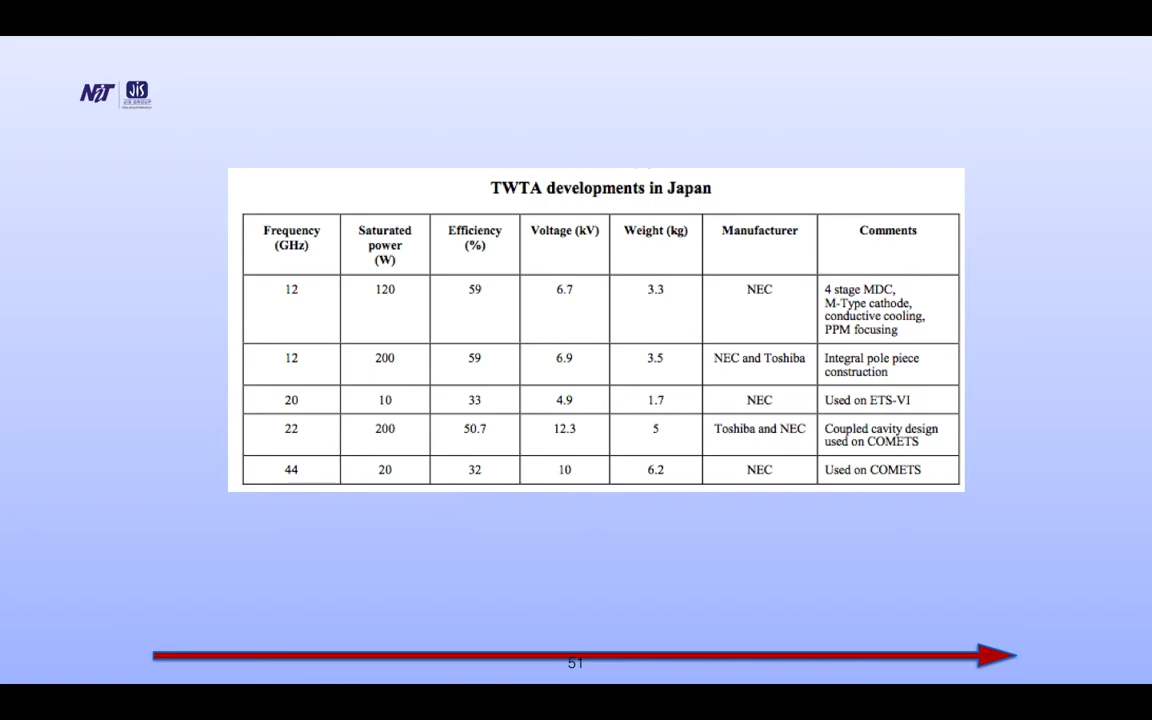 NiT JIS
JIS GROUP
TWTA developments in Japan
Frequency (GHz) Saturated power (W) Efficiency (%) Voltage (kV) Weight (kg) Manufacturer Comments
12 120 59 6.7 3.3 NEC 4 stage MDC,
M-Type cathode,
conductive cooling,
PPM focusing
12 200 59 6.9 3.5 NEC and Toshiba Integral pole piece
construction
20 10 33 4.9 1.7 NEC Used on ETS-VI
22 200 50.7 12.3 5 Toshiba and NEC Coupled cavity design
used on COMETS
44 20 32 10 6.2 NEC Used on COMETS
51